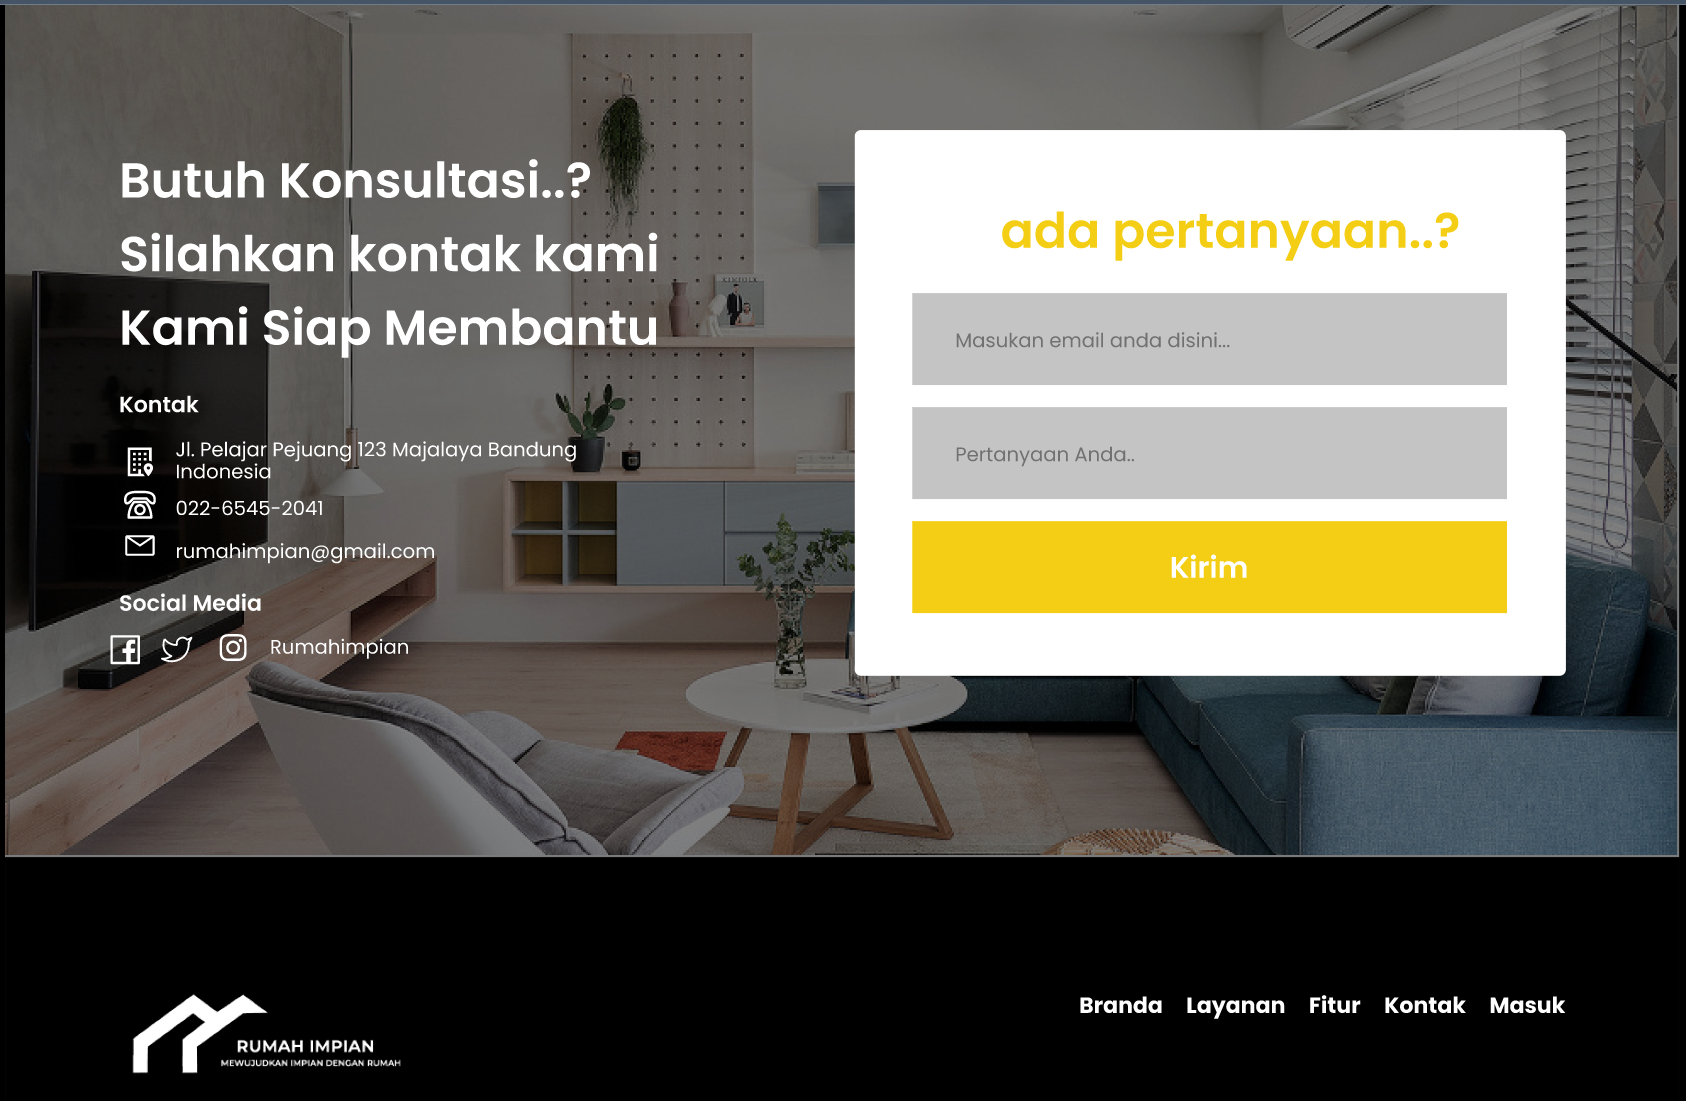 Butuh Konsultasi..?
Silahkan kontak kami
Kami Siap Membantu
Kontak
Jl. Pelajar Pejuang 123 Majalaya Bandung
Indonesia
022-6545-2041
rumahimpian@gmail.com
Social Media
Rumahimpian
KINFOLK
ada pertanyaan..?
Masukan email anda disini...
Pertanyaan Anda..
Kirim
RUMAH IMPIAN
MEWUJUDKAN IMPIAN DENGAN RUMAH
Branda Layanan Fitur Kontak Masuk